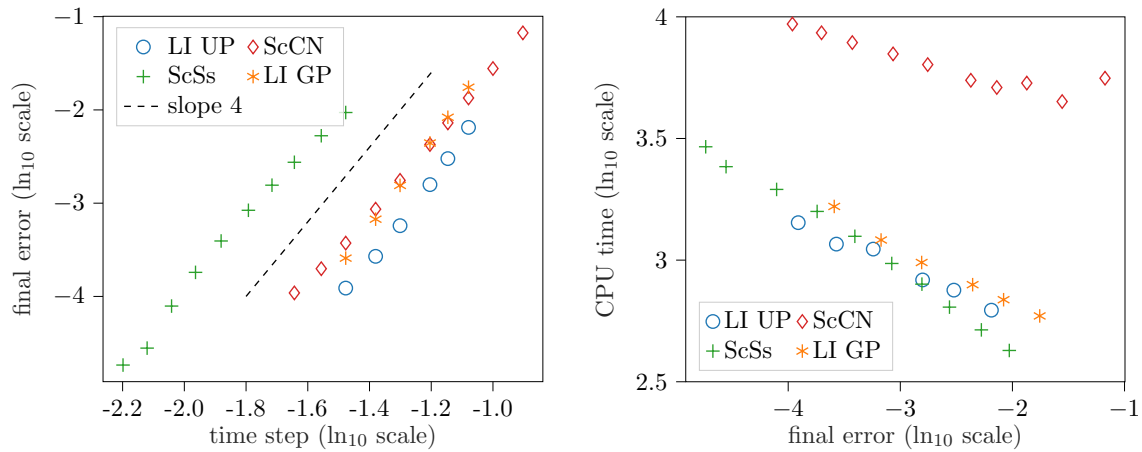 −1
−2
−3
−4
final error (ln₁₀ scale)
LI UP
ScCN
ScSs
LI GP
slope 4
-2.2 -2.0 -1.8 -1.6 -1.4 -1.2 -1.0
time step (ln₁₀ scale)
4
3.5
3
2.5
CPU time (ln₁₀ scale)
LI UP
ScCN
ScSs
LI GP
−4 −3 −2 −1
final error (ln₁₀ scale)